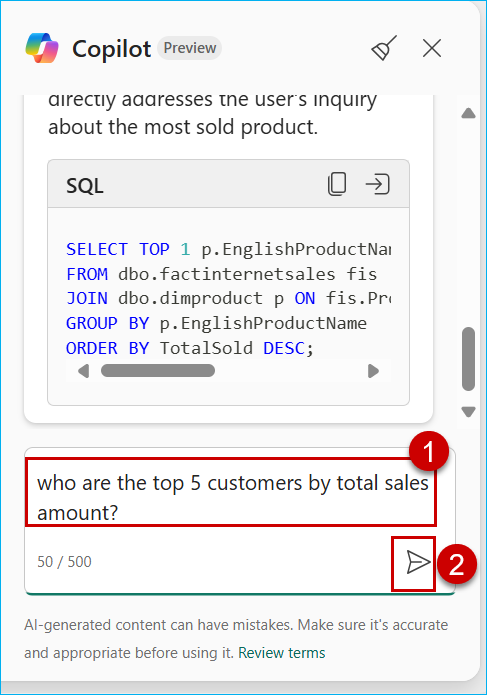 Copilot Preview
directly addresses the user's inquiry
about the most sold product.
SQL
SELECT TOP 1 p.EnglishProductNa
FROM dbo.factinternetsales fis
JOIN dbo.dimproduct p ON fis.Pro
GROUP BY p.EnglishProductName
ORDER BY TotalSold DESC;
1
who are the top 5 customers by total sales
amount?
50 / 500
2
AI-generated content can have mistakes. Make sure it's accurate
and appropriate before using it. Review terms